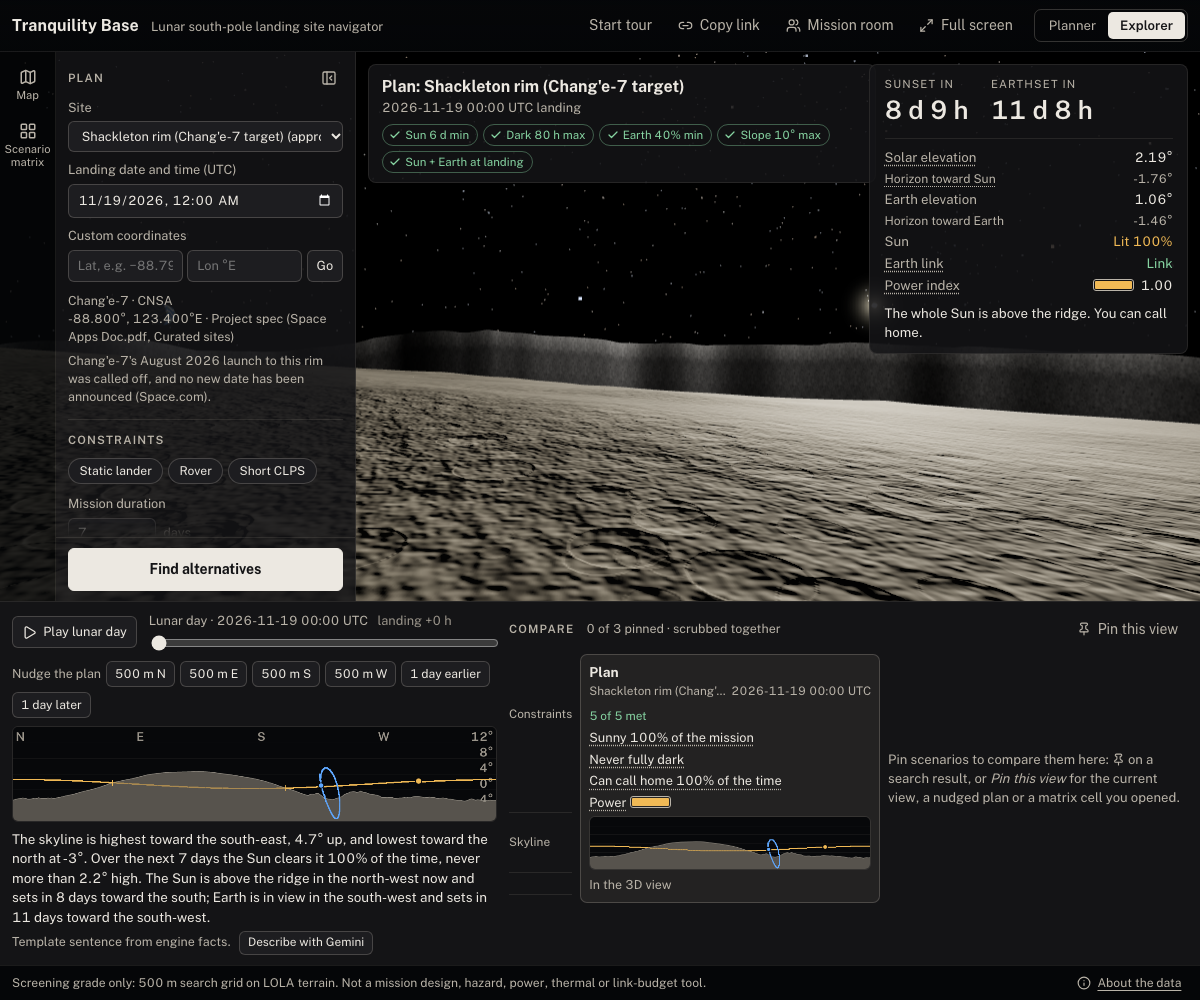 Tranquility Base Lunar south-pole landing site navigator Start tour Copy link Mission room Full screen Planner Explorer
Map
Scenario matrix
PLAN
Site
Shackleton rim (Chang'e-7 target) (appro
Landing date and time (UTC)
11/19/2026, 12:00 AM
Custom coordinates
Lat, e.g. −88.79 Lon °E Go
Chang'e-7 · CNSA
-88.800°, 123.400°E · Project spec (Space
Apps Doc.pdf, Curated sites)
Chang'e-7's August 2026 launch to this rim
was called off, and no new date has been
announced (Space.com).
CONSTRAINTS
Static lander Rover Short CLPS
Mission duration
7 days
Find alternatives
Plan: Shackleton rim (Chang'e-7 target)
2026-11-19 00:00 UTC landing
Sun 6 d min Dark 80 h max Earth 40% min Slope 10° max
Sun + Earth at landing
SUNSET IN EARTHSET IN
8 d 9 h 11 d 8 h
Solar elevation 2.19°
Horizon toward Sun -1.76°
Earth elevation 1.06°
Horizon toward Earth -1.46°
Sun Lit 100%
Earth link Link
Power index 1.00
The whole Sun is above the ridge. You can call
home.
Play lunar day Lunar day · 2026-11-19 00:00 UTC landing +0 h
Nudge the plan 500 m N 500 m E 500 m S 500 m W 1 day earlier
1 day later
N E S W 12°
8°
4°
0°
4°
The skyline is highest toward the south-east, 4.7° up, and lowest toward the
north at -3°. Over the next 7 days the Sun clears it 100% of the time, never
more than 2.2° high. The Sun is above the ridge in the north-west now and
sets in 8 days toward the south; Earth is in view in the south-west and sets in
11 days toward the south-west.
Template sentence from engine facts. Describe with Gemini
COMPARE 0 of 3 pinned · scrubbed together Pin this view
Plan
Shackleton rim (Chang'… 2026-11-19 00:00 UTC
Constraints 5 of 5 met
Sunny 100% of the mission
Never fully dark
Can call home 100% of the time
Power
Skyline
In the 3D view
Pin scenarios to compare them here: on a
search result, or Pin this view for the current
view, a nudged plan or a matrix cell you opened.
Screening grade only: 500 m search grid on LOLA terrain. Not a mission design, hazard, power, thermal or link-budget tool. About the data